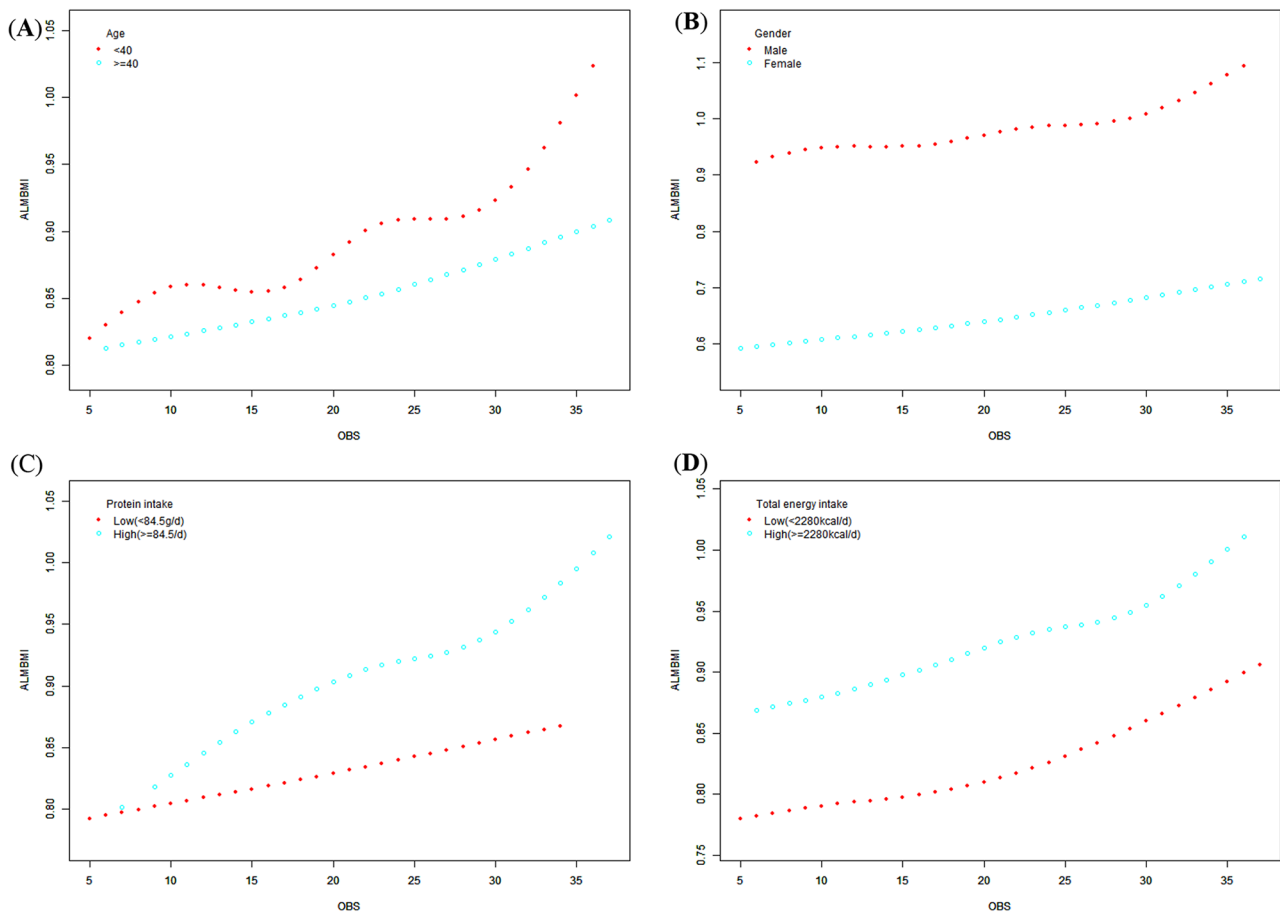 (A)
Age
<40
>=40
1.05
1.00
0.95
0.90
0.85
0.80
ALMBMI
5 10 15 20 25 30 35
OBS
(B)
Gender
Male
Female
1.1
1.0
0.9
0.8
0.7
0.6
ALMBMI
5 10 15 20 25 30 35
OBS
(C)
Protein intake
Low(<84.5g/d)
High(>=84.5/d)
1.05
1.00
0.95
0.90
0.85
0.80
ALMBMI
5 10 15 20 25 30 35
OBS
(D)
Total energy intake
Low(<2280kcal/d)
High(>=2280kcal/d)
1.05
1.00
0.95
0.90
0.85
0.80
0.75
ALMBMI
5 10 15 20 25 30 35
OBS